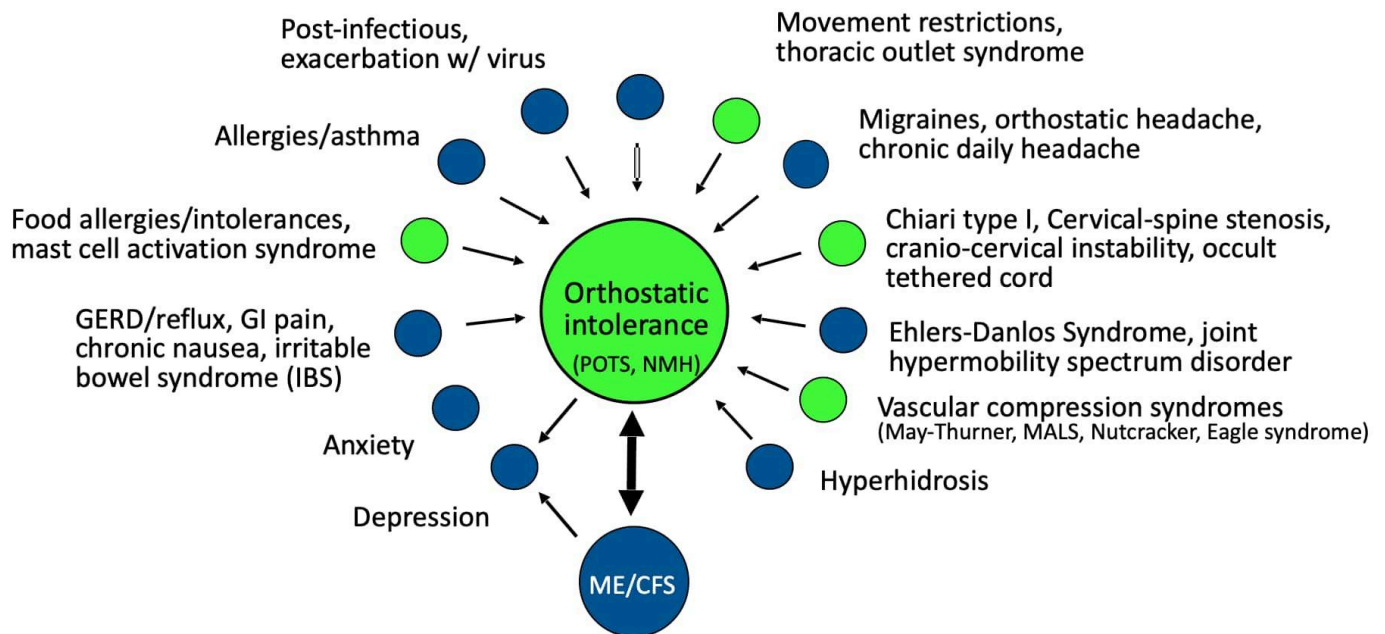 Post-infectious,
exacerbation w/ virus
Movement restrictions,
thoracic outlet syndrome
Allergies/asthma
Migraines, orthostatic headache,
chronic daily headache
Food allergies/intolerances,
mast cell activation syndrome
Chiari type I, Cervical-spine stenosis,
cranio-cervical instability, occult
tethered cord
Orthostatic
intolerance
(POTS, NMH)
GERD/reflux, GI pain,
chronic nausea, irritable
bowel syndrome (IBS)
Ehlers-Danlos Syndrome, joint
hypermobility spectrum disorder
Vascular compression syndromes
(May-Thurner, MALS, Nutcracker, Eagle syndrome)
Anxiety
Hyperhidrosis
Depression
ME/CFS